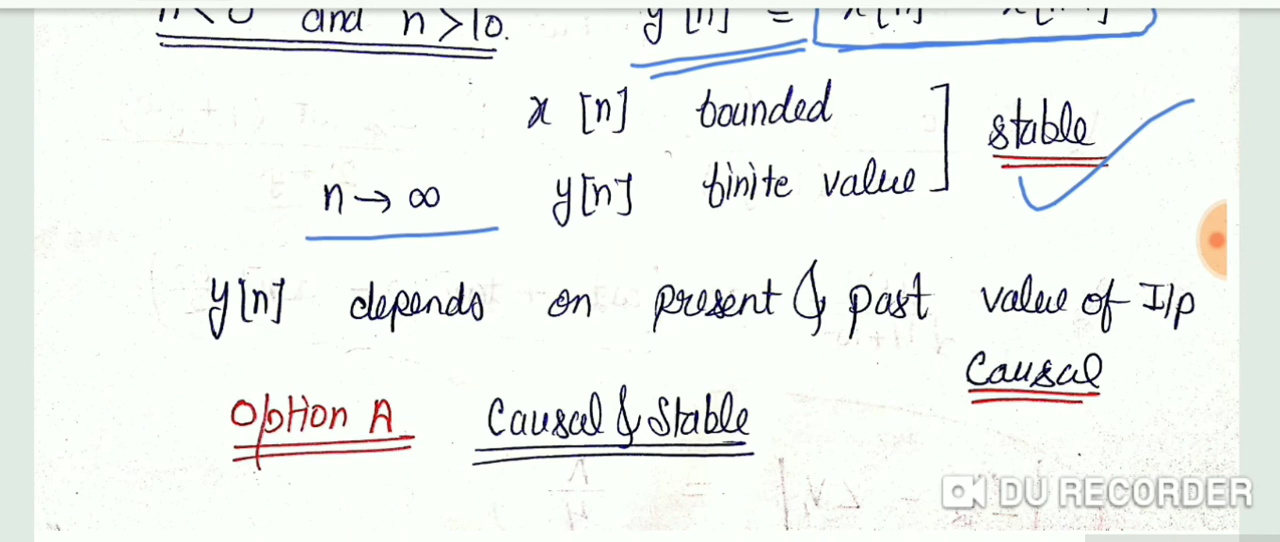 and n>10. y[n] =
x [n] bounded
stable
n→∞ y[n] finite value
y[n] depends on present & past value of I/p
Causal
Option A Causal & Stable
DU RECORDER